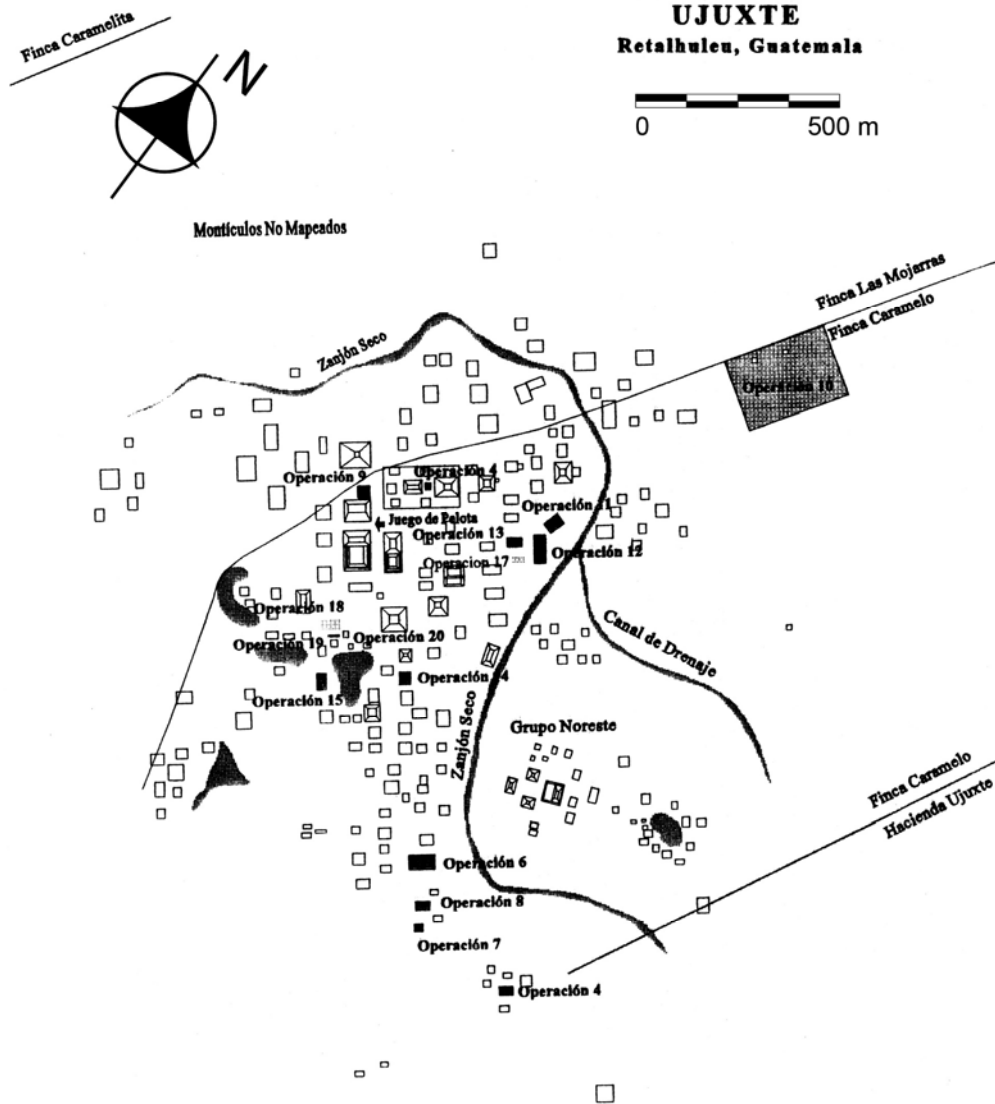 UJUXTE
Retalhuleu, Guatemala
0 500 m
Finca Caramelita
N
Montículos No Mapeados
Finca Las Mojarras
Finca Caramelo
Zanjón Seco
Operación 10
Operación 9
Operación 4
Operación 11
Juego de Pelota
Operación 13
Operación 12
Operacion 17
Operación 18
Operación 19
Operación 20
Operación 14
Operación 15
Canal de Drenaje
Zanjón Seco
Grupo Noreste
Finca Caramelo
Hacienda Ujuxte
Operación 6
Operación 8
Operación 7
Operación 4